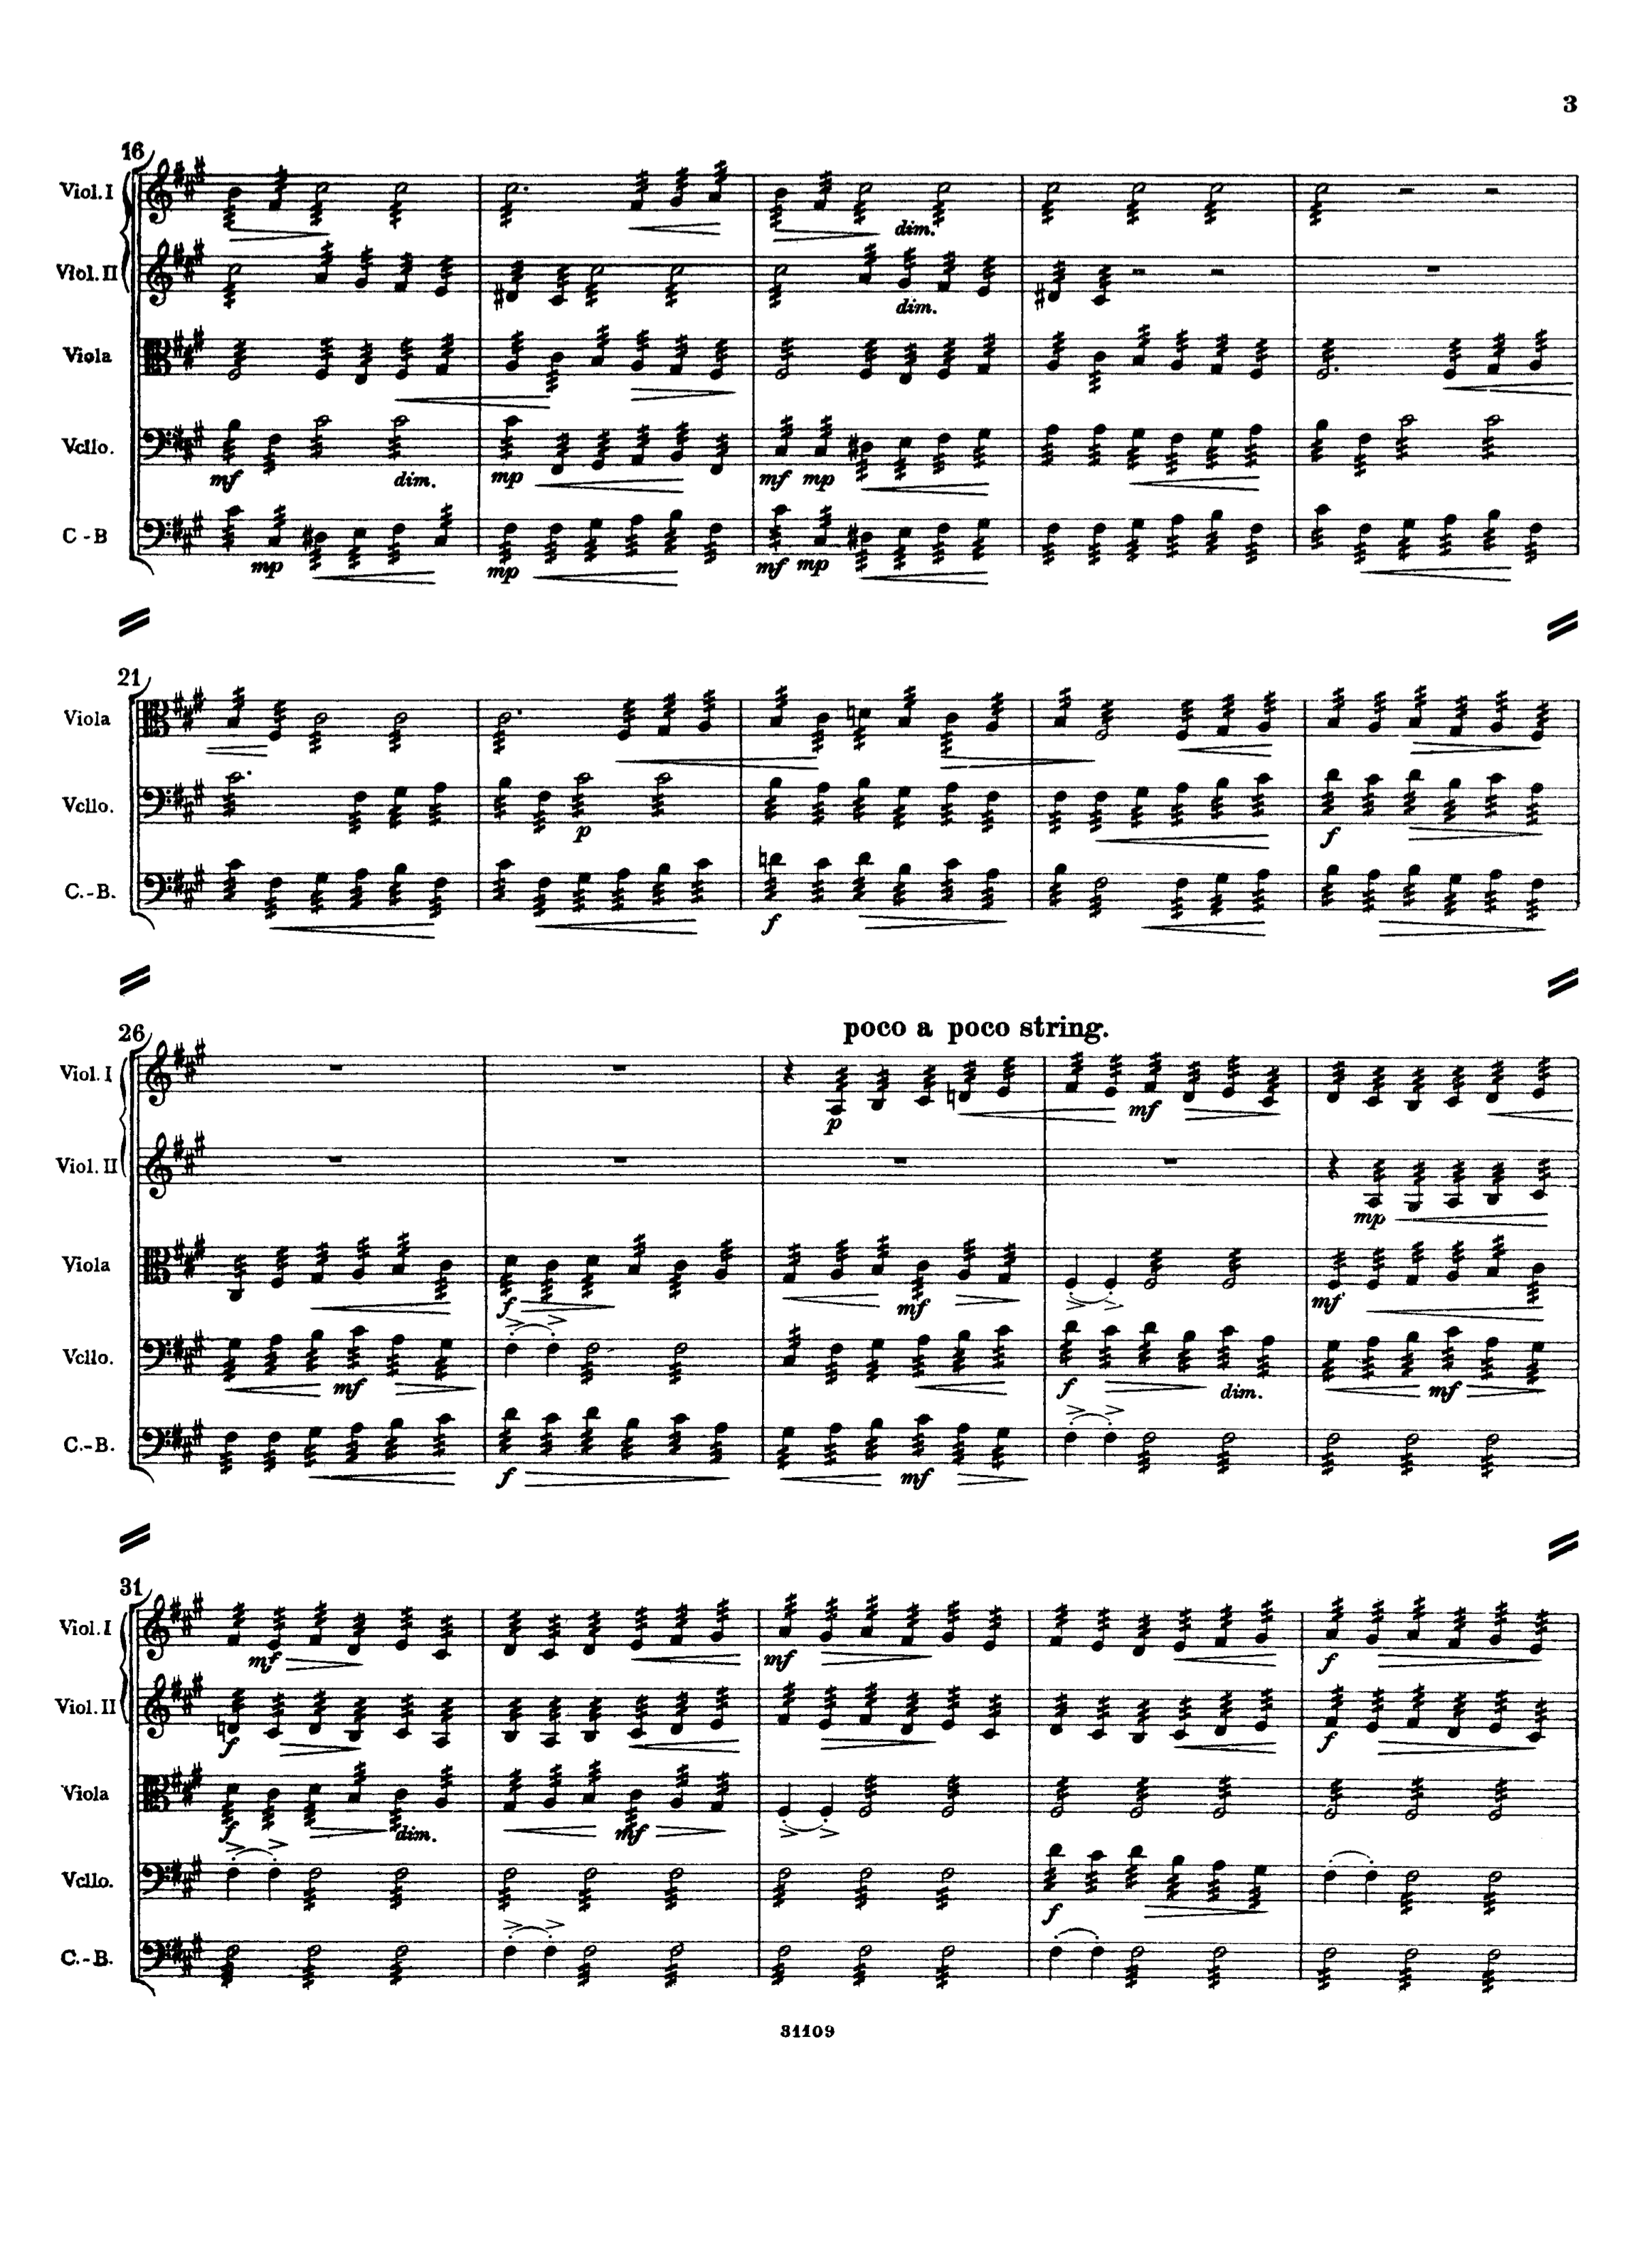 3
16
Viol. I
dim.
Viol. II
dim.
Viola
Vcllo.
mf dim. mp mf mp
C - B
mp mp mf mp
21
Viola
Vcllo.
p f
C. - B.
f
26
poco a poco string.
Viol. I
p mf
Viol. II
mp
Viola
f mf mf
Vcllo.
mf f dim. mf
C. - B.
f mf
31
Viol. I
mf mf f
Viol. II
f f
Viola
f dim. mf
Vcllo.
f
C. - B.
31109